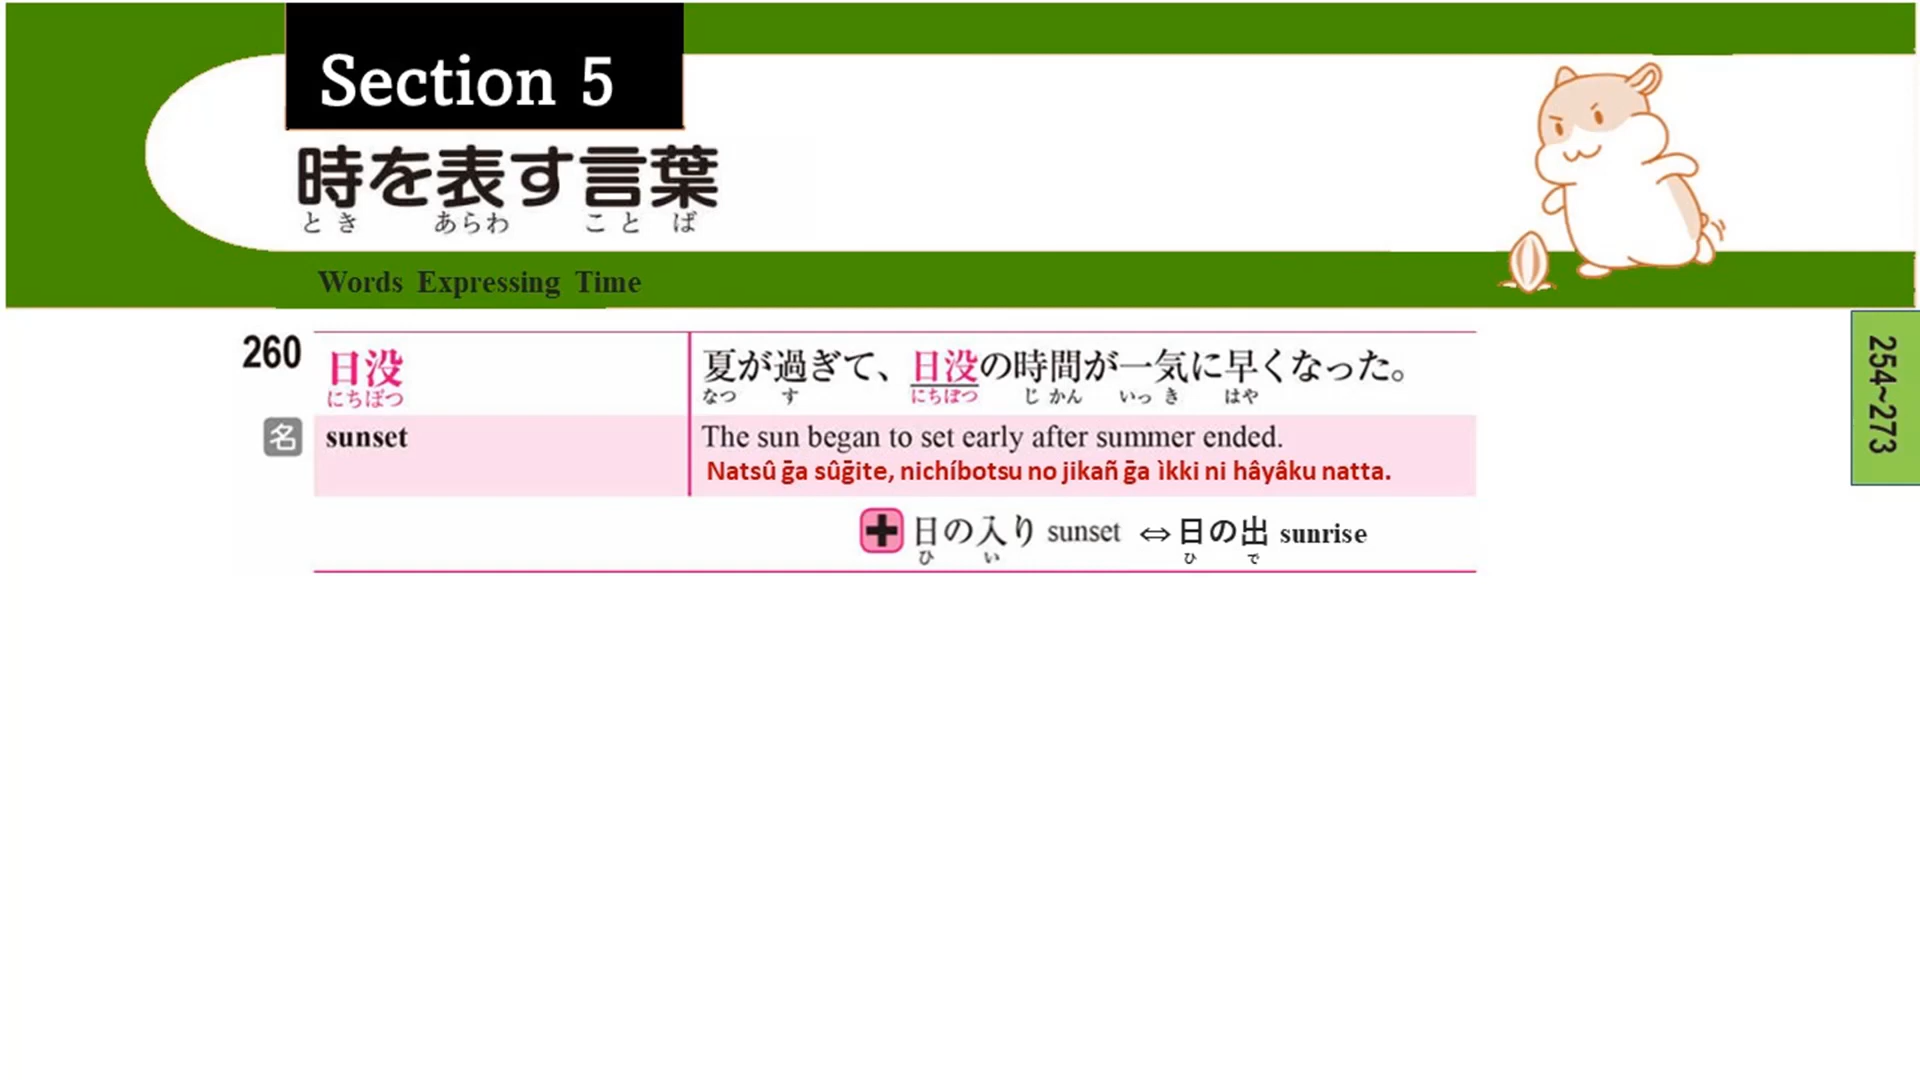 Section 5
時を表す言葉
とき あらわ ことば
Words Expressing Time
254~273
260 日没 夏が過ぎて、日没の時間が一気に早くなった。
にちぼつ なつ す にちぼつ じかん いっき はや
名 sunset The sun began to set early after summer ended.
Natsû ḡa sûḡite, nichíbotsu no jikañ ḡa ìkki ni hâyâku natta.
日の入り sunset ⇔ 日の出 sunrise
ひ い ひ で